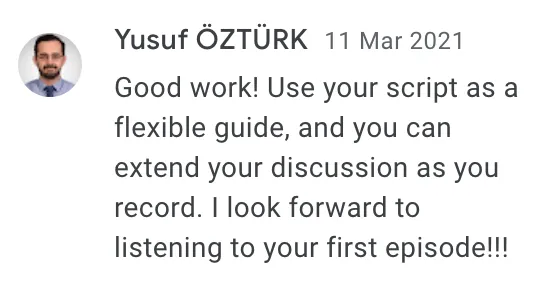 Yusuf ÖZTÜRK 11 Mar 2021
Good work! Use your script as a
flexible guide, and you can
extend your discussion as you
record. I look forward to
listening to your first episode!!!